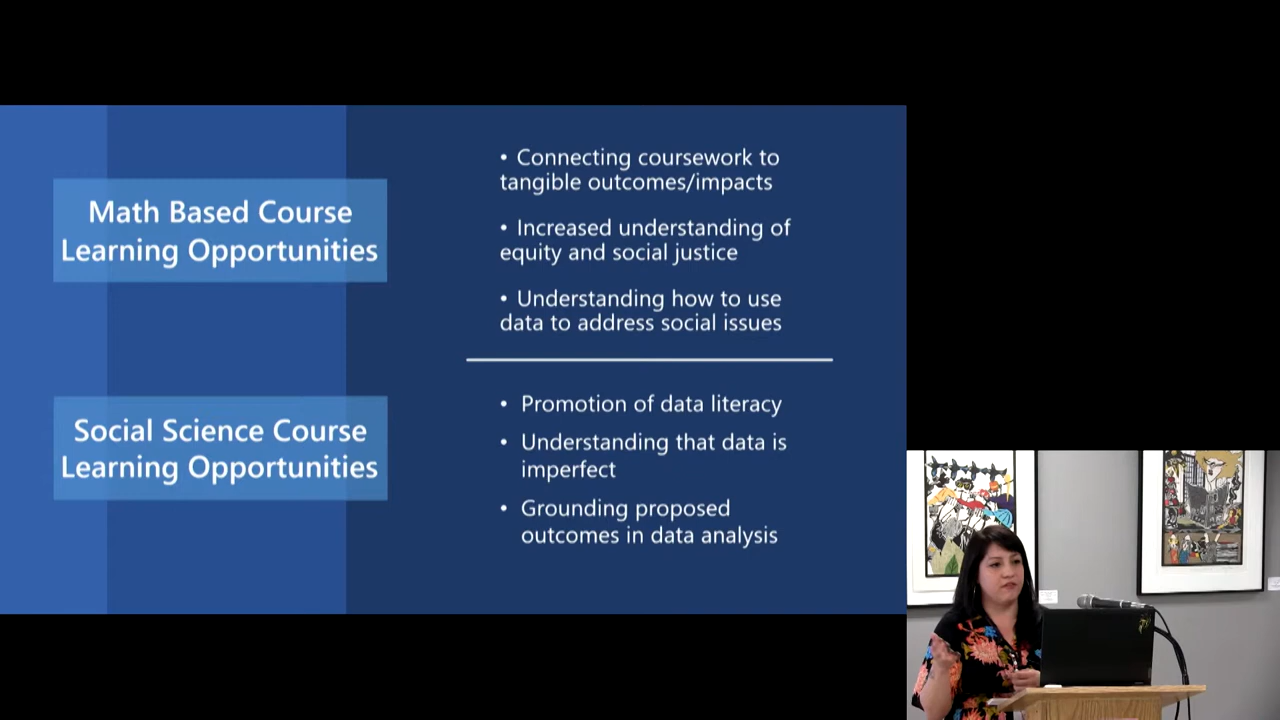 Math Based Course
Learning Opportunities
• Connecting coursework to
tangible outcomes/impacts
• Increased understanding of
equity and social justice
• Understanding how to use
data to address social issues
Social Science Course
Learning Opportunities
• Promotion of data literacy
• Understanding that data is
imperfect
• Grounding proposed
outcomes in data analysis